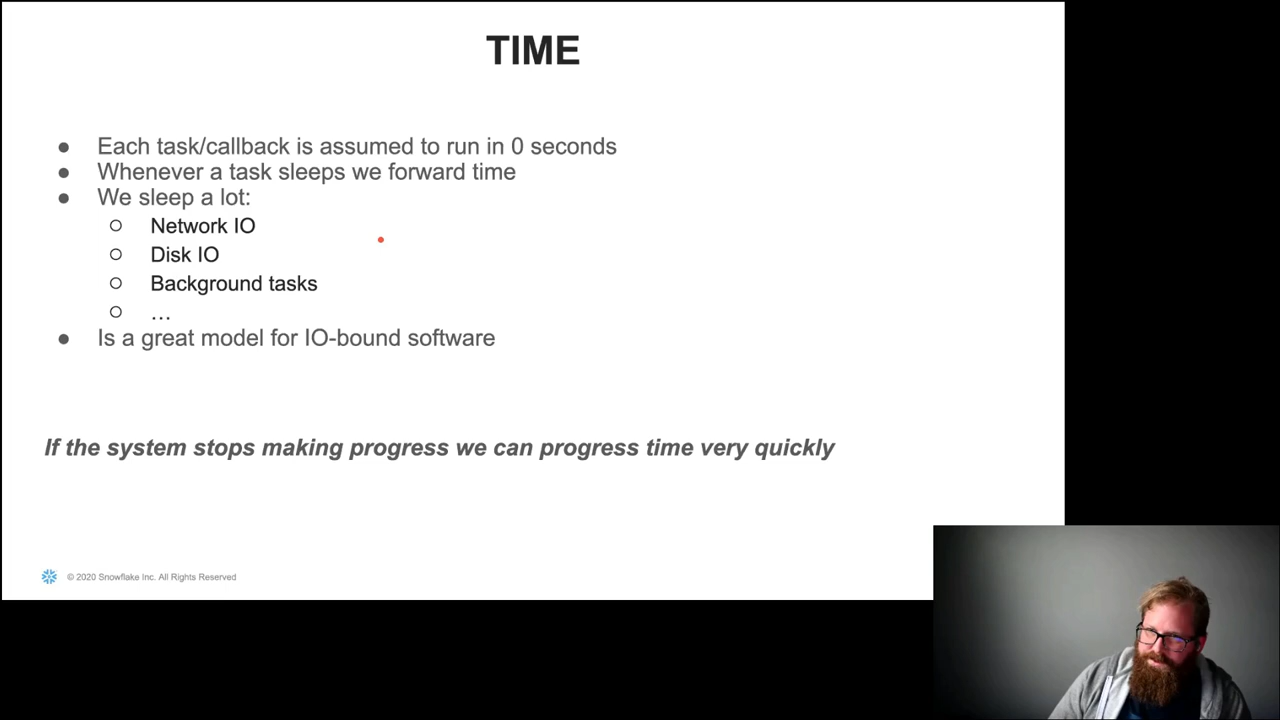 TIME
● Each task/callback is assumed to run in 0 seconds
● Whenever a task sleeps we forward time
● We sleep a lot:
○ Network IO
○ Disk IO
○ Background tasks
○ …
● Is a great model for IO-bound software
If the system stops making progress we can progress time very quickly
© 2020 Snowflake Inc. All Rights Reserved